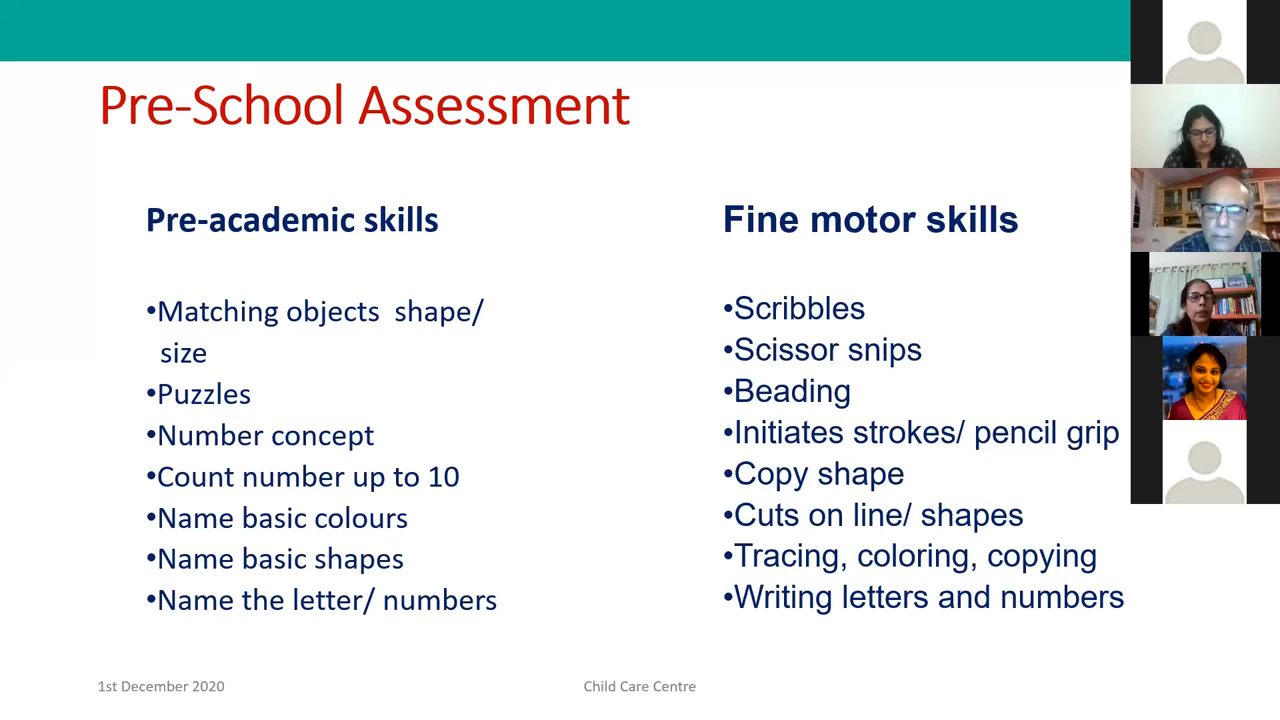 Pre-School Assessment
Pre-academic skills
•Matching objects  shape/
size
•Puzzles
•Number concept
•Count number up to 10
•Name basic colours
•Name basic shapes
•Name the letter/ numbers
Fine motor skills
•Scribbles
•Scissor snips
•Beading
•Initiates strokes/ pencil grip
•Copy shape
•Cuts on line/ shapes
•Tracing, coloring, copying
•Writing letters and numbers
1st December 2020
Child Care Centre